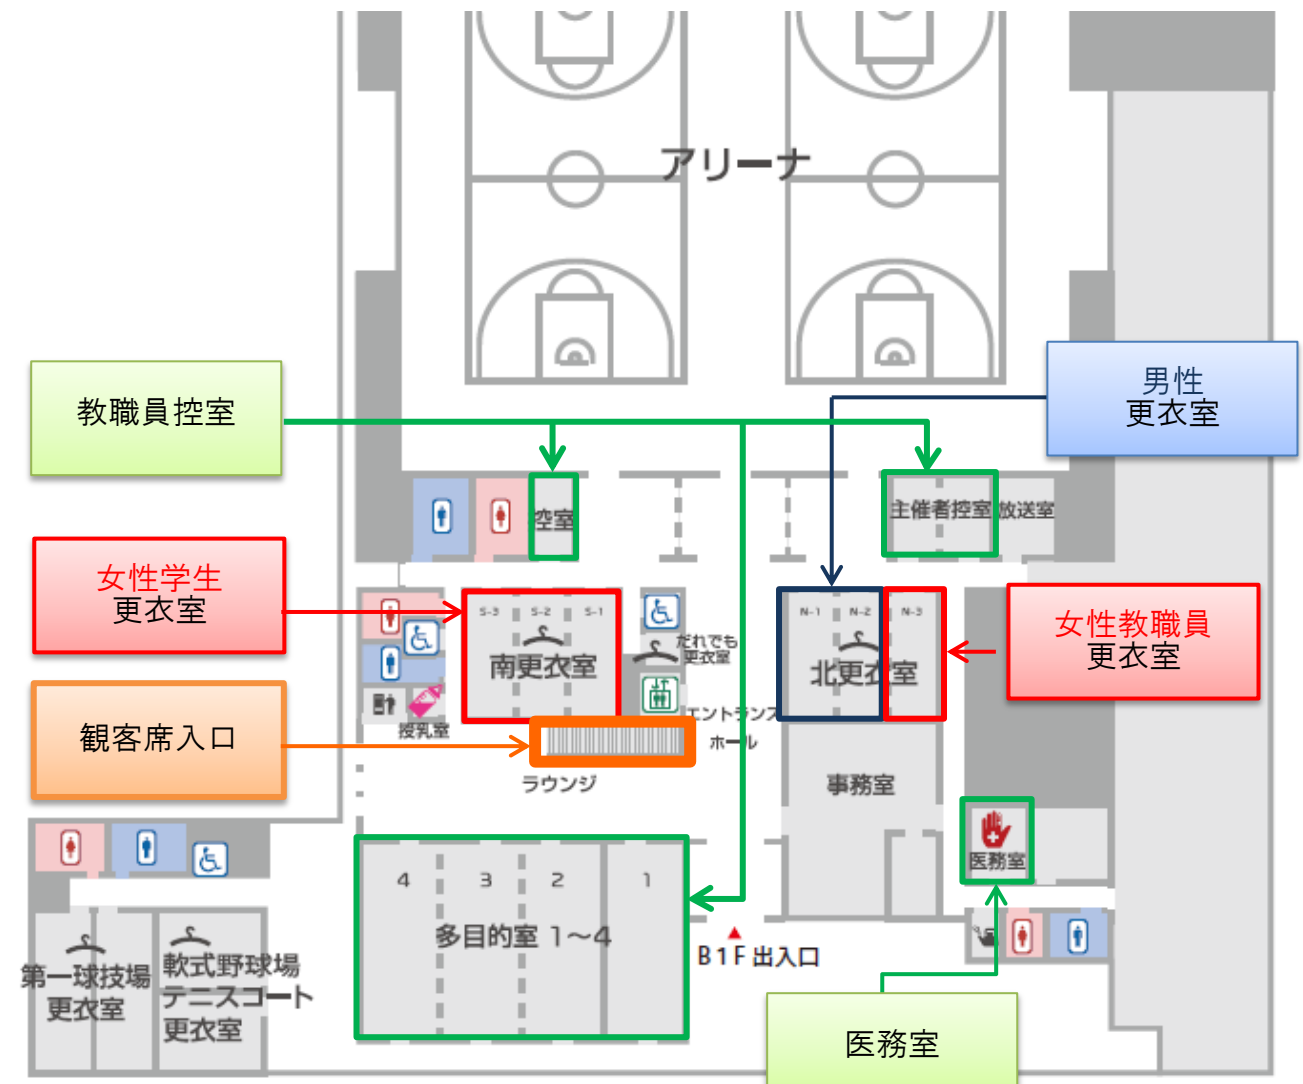 アリーナ
男性
更衣室
教職員控室
控室
主催者控室
放送室
女性学生
更衣室
S-3
S-2
S-1
南更衣室
だれでも
更衣室
N-1
N-2
N-3
北更衣室
女性教職員
更衣室
授乳室
エントランス
ホール
観客席入口
ラウンジ
事務室
医務室
4
3
2
1
多目的室 1～4
B1F 出入口
第一球技場
更衣室
軟式野球場
テニスコート
更衣室
医務室